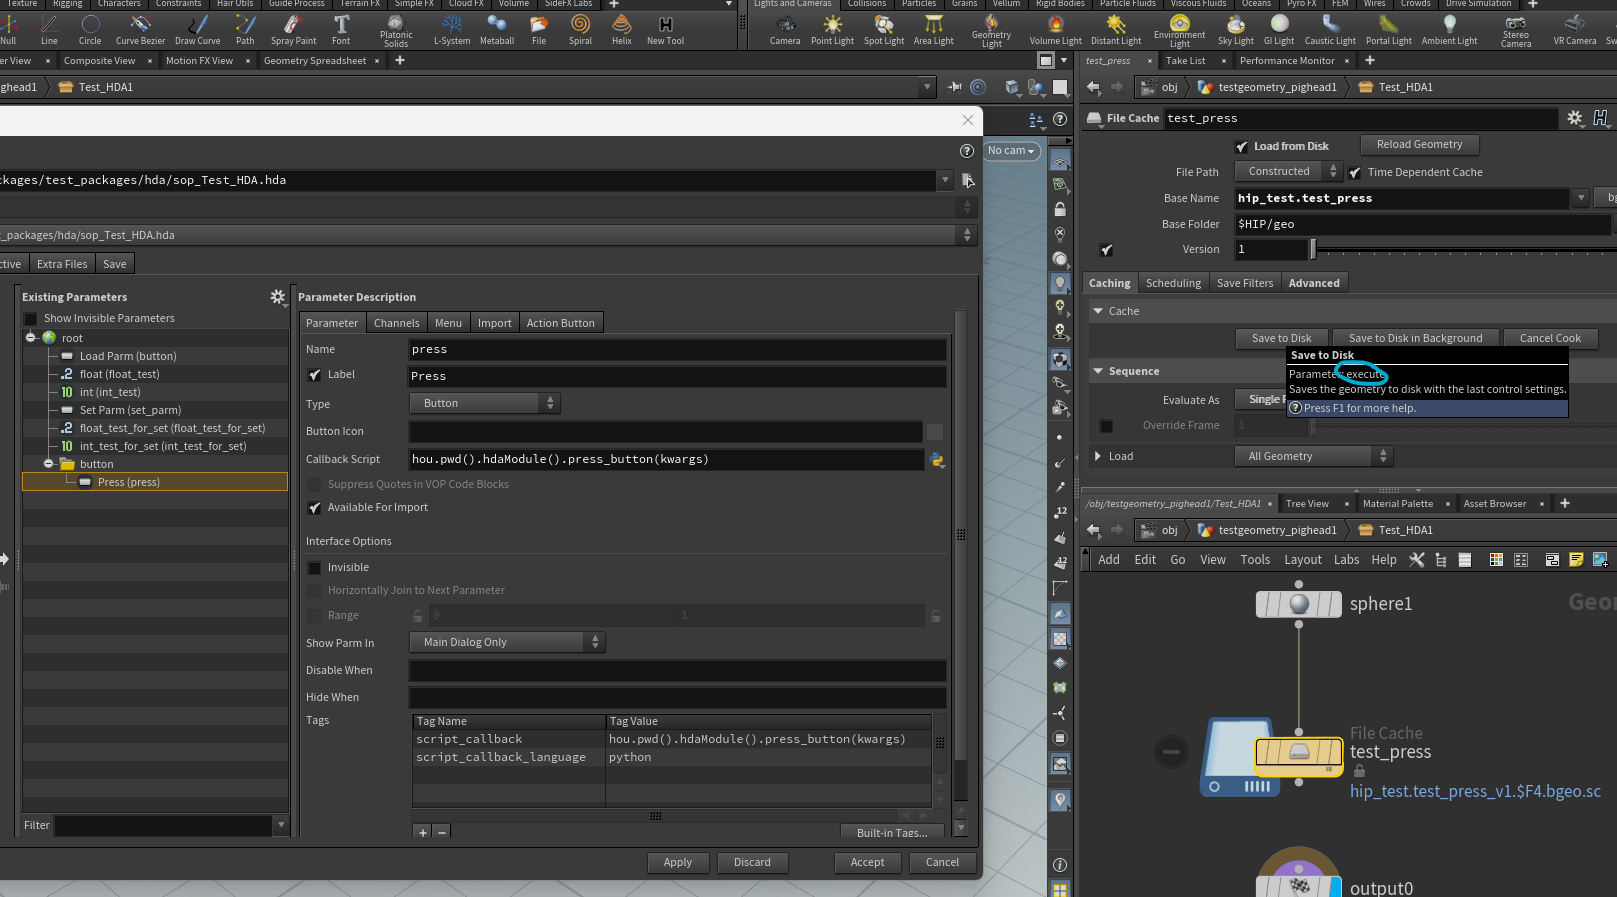 Texture Rigging Characters Constraints Hair Utils Guide Process Terrain FX Simple FX Cloud FX Volume SideFX Labs
Lights and Cameras Collisions Particles Grains Vellum Rigid Bodies Particle Fluids Viscous Fluids Oceans Pyro FX FEM Wires Crowds Drive Simulation
Null Line Circle Curve Bezier Draw Curve Path Spray Paint Font Platonic Solids L-System Metaball File Spiral Helix New Tool
Camera Point Light Spot Light Area Light Geometry Light Volume Light Distant Light Environment Light Sky Light GI Light Caustic Light Portal Light Ambient Light Stereo Camera VR Camera Sw
er View Composite View Motion FX View Geometry Spreadsheet
test_press Take List Performance Monitor
ghead1 Test_HDA1
obj testgeometry_pighead1 Test_HDA1
File Cache test_press
No cam
Load from Disk Reload Geometry
File Path Constructed Time Dependent Cache
Base Name hip_test.test_press bg
Base Folder $HIP/geo
Version 1
Caching Scheduling Save Filters Advanced
Cache
Save to Disk Save to Disk in Background Cancel Cook
Save to Disk
Parameter: execute
Saves the geometry to disk with the last control settings.
Press F1 for more help.
Sequence
Evaluate As Single F
Override Frame 1
Load All Geometry
ckages/test_packages/hda/sop_Test_HDA.hda
t_packages/hda/sop_Test_HDA.hda
ctive Extra Files Save
Existing Parameters
Show Invisible Parameters
root
Load Parm (button)
float (float_test)
int (int_test)
Set Parm (set_parm)
float_test_for_set (float_test_for_set)
int_test_for_set (int_test_for_set)
button
Press (press)
Filter
Parameter Description
Parameter Channels Menu Import Action Button
Name press
Label Press
Type Button
Button Icon
Callback Script hou.pwd().hdaModule().press_button(kwargs)
Suppress Quotes in VOP Code Blocks
Available For Import
Interface Options
Invisible
Horizontally Join to Next Parameter
Range 0 1
Show Parm In Main Dialog Only
Disable When
Hide When
Tags Tag Name Tag Value
script_callback hou.pwd().hdaModule().press_button(kwargs)
script_callback_language python
+ − Built-in Tags...
Apply Discard Accept Cancel
/obj/testgeometry_pighead1/Test_HDA1 Tree View Material Palette Asset Browser
obj testgeometry_pighead1 Test_HDA1
Add Edit Go View Tools Layout Labs Help
sphere1
Geo
File Cache
test_press
hip_test.test_press_v1.$F4.bgeo.sc
output0